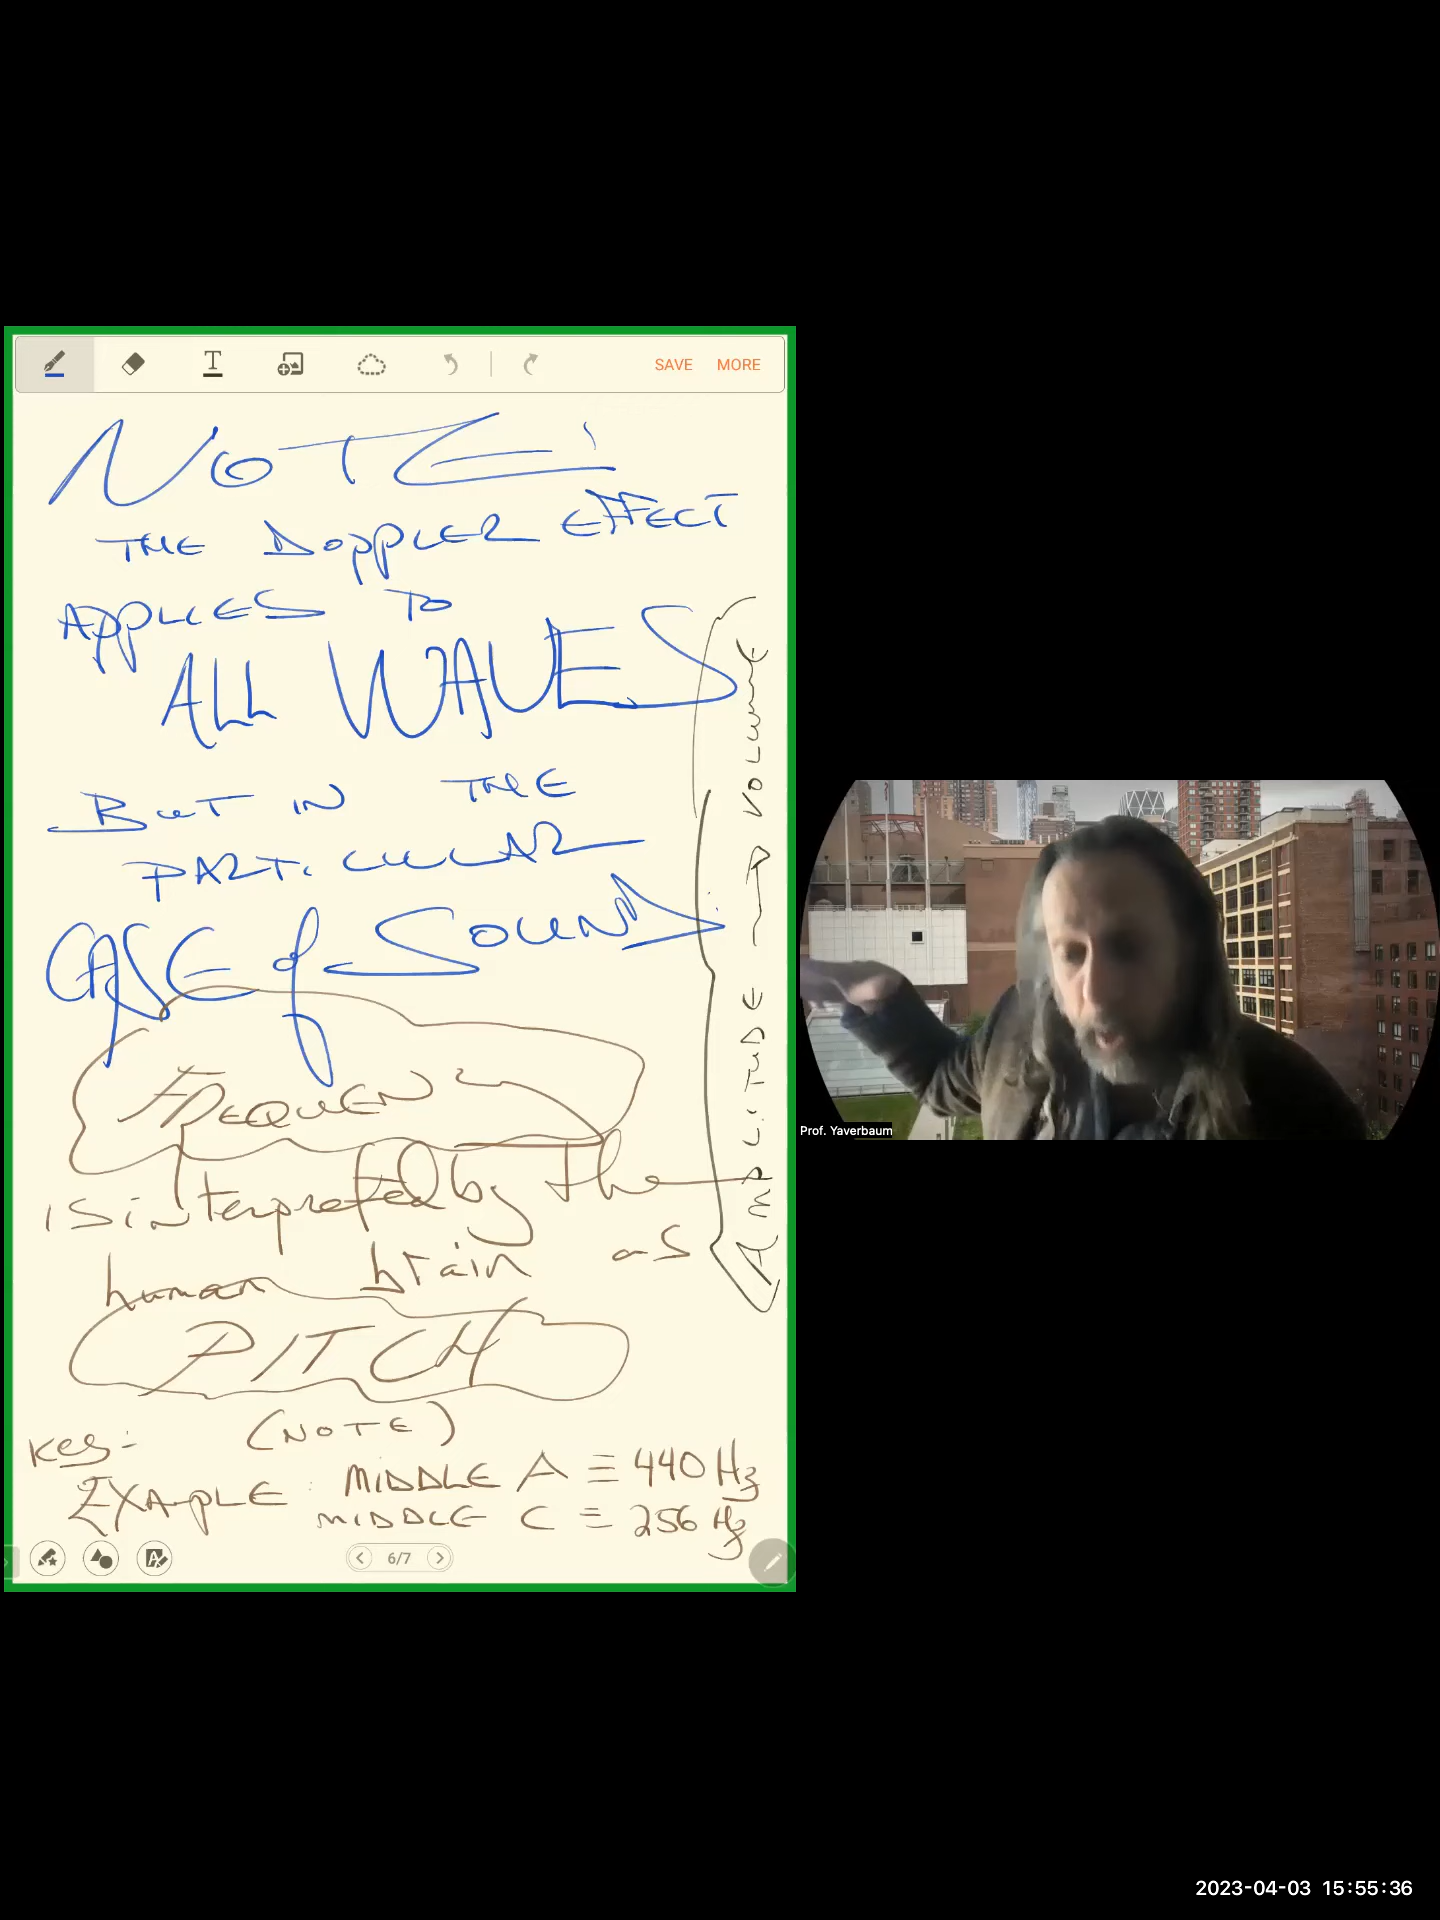 SAVE MORE
NOTE:
THE DOPPLER EFFECT
APPLIES TO
ALL WAVES
BUT IN THE
PARTICULAR
CASE of SOUND
FREQUENCY
is interpreted by the
human brain as
PITCH
(NOTE)
Key:
EXAMPLE: MIDDLE A ≡ 440 Hz
MIDDLE C ≡ 256 Hz
AMPLITUDE → VOLUME
6/7
Prof. Yaverbaum
2023-04-03 15:55:36